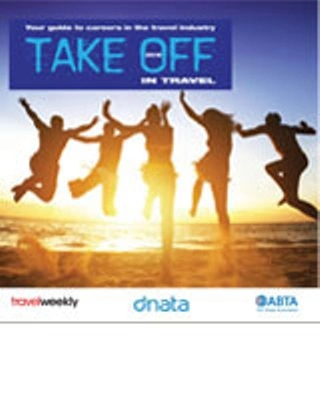 Your guide to careers in the travel industry
TAKE OFF
IN TRAVEL
travelweekly
dnata
ABTA